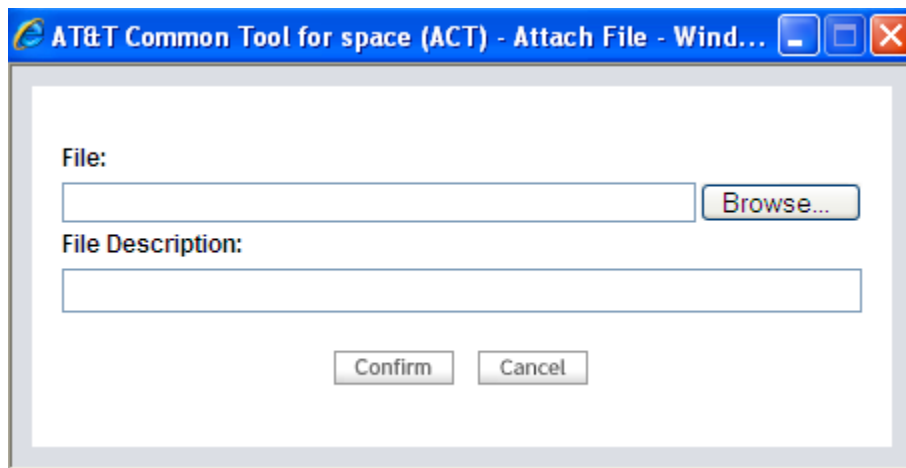 AT&T Common Tool for space (ACT) - Attach File - Wind...
File:
Browse...
File Description:
Confirm Cancel